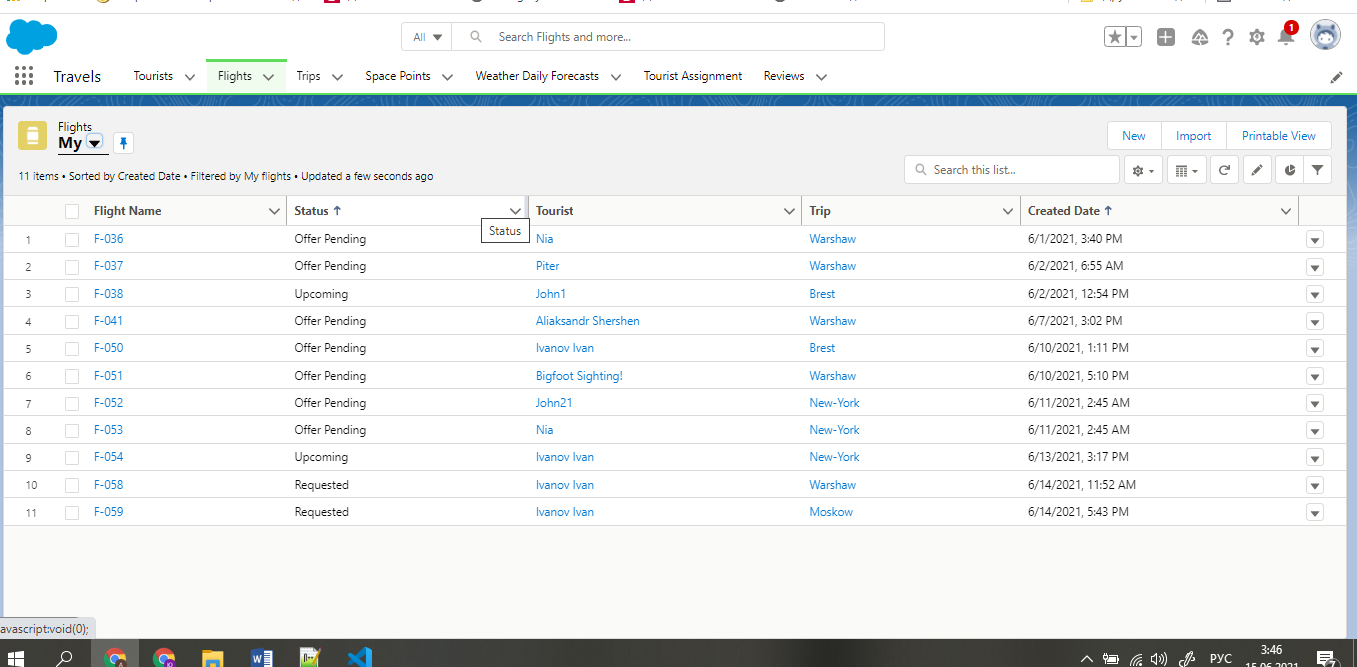 All
Search Flights and more...
1
Travels
Tourists
Flights
Trips
Space Points
Weather Daily Forecasts
Tourist Assignment
Reviews
Flights
My
New
Import
Printable View
11 items • Sorted by Created Date • Filtered by My flights • Updated a few seconds ago
Search this list...
Flight Name
Status
Tourist
Trip
Created Date
Status
1 F-036 Offer Pending Nia Warshaw 6/1/2021, 3:40 PM
2 F-037 Offer Pending Piter Warshaw 6/2/2021, 6:55 AM
3 F-038 Upcoming John1 Brest 6/2/2021, 12:54 PM
4 F-041 Offer Pending Aliaksandr Shershen Warshaw 6/7/2021, 3:02 PM
5 F-050 Offer Pending Ivanov Ivan Brest 6/10/2021, 1:11 PM
6 F-051 Offer Pending Bigfoot Sighting! Warshaw 6/10/2021, 5:10 PM
7 F-052 Offer Pending John21 New-York 6/11/2021, 2:45 AM
8 F-053 Offer Pending Nia New-York 6/11/2021, 2:45 AM
9 F-054 Upcoming Ivanov Ivan New-York 6/13/2021, 3:17 PM
10 F-058 Requested Ivanov Ivan Warshaw 6/14/2021, 11:52 AM
11 F-059 Requested Ivanov Ivan Moskow 6/14/2021, 5:43 PM
avascript:void(0);
РУС
3:46
15.06.2021
7